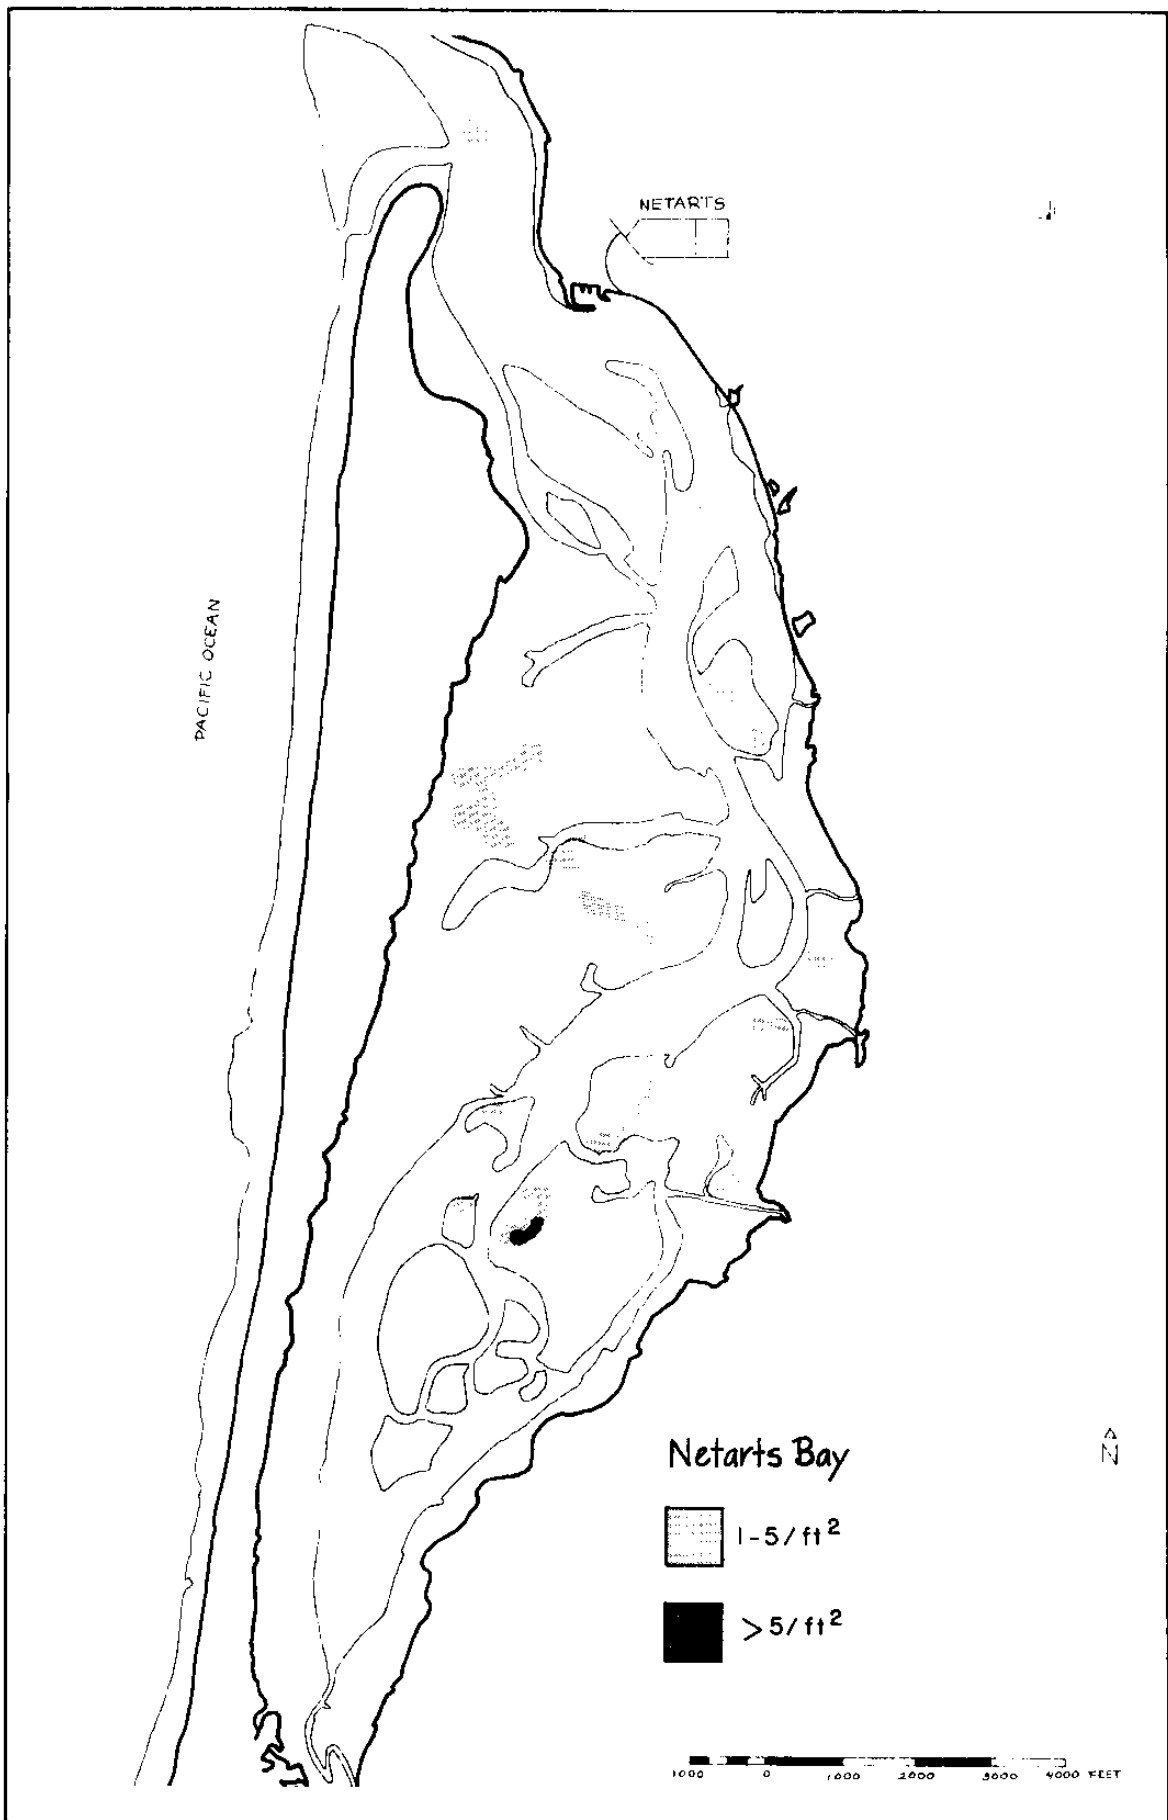 NETARTS
PACIFIC OCEAN
Netarts Bay
N
1-5/ft²
>5/ft²
1000 0 1000 2000 3000 4000 FEET